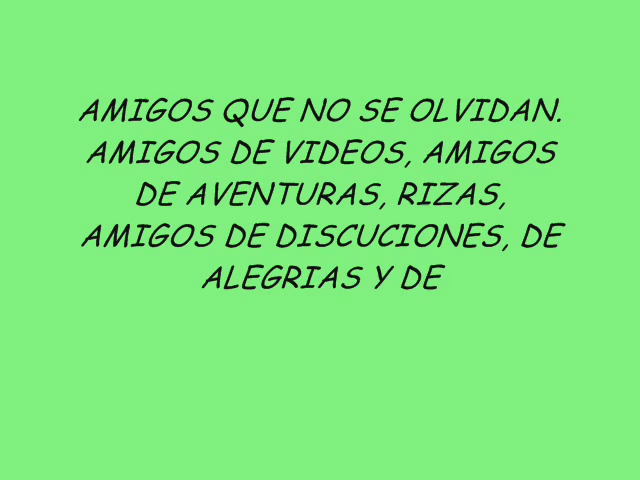 AMIGOS QUE NO SE OLVIDAN.
AMIGOS DE VIDEOS, AMIGOS
DE AVENTURAS, RIZAS,
AMIGOS DE DISCUCIONES, DE
ALEGRIAS Y DE